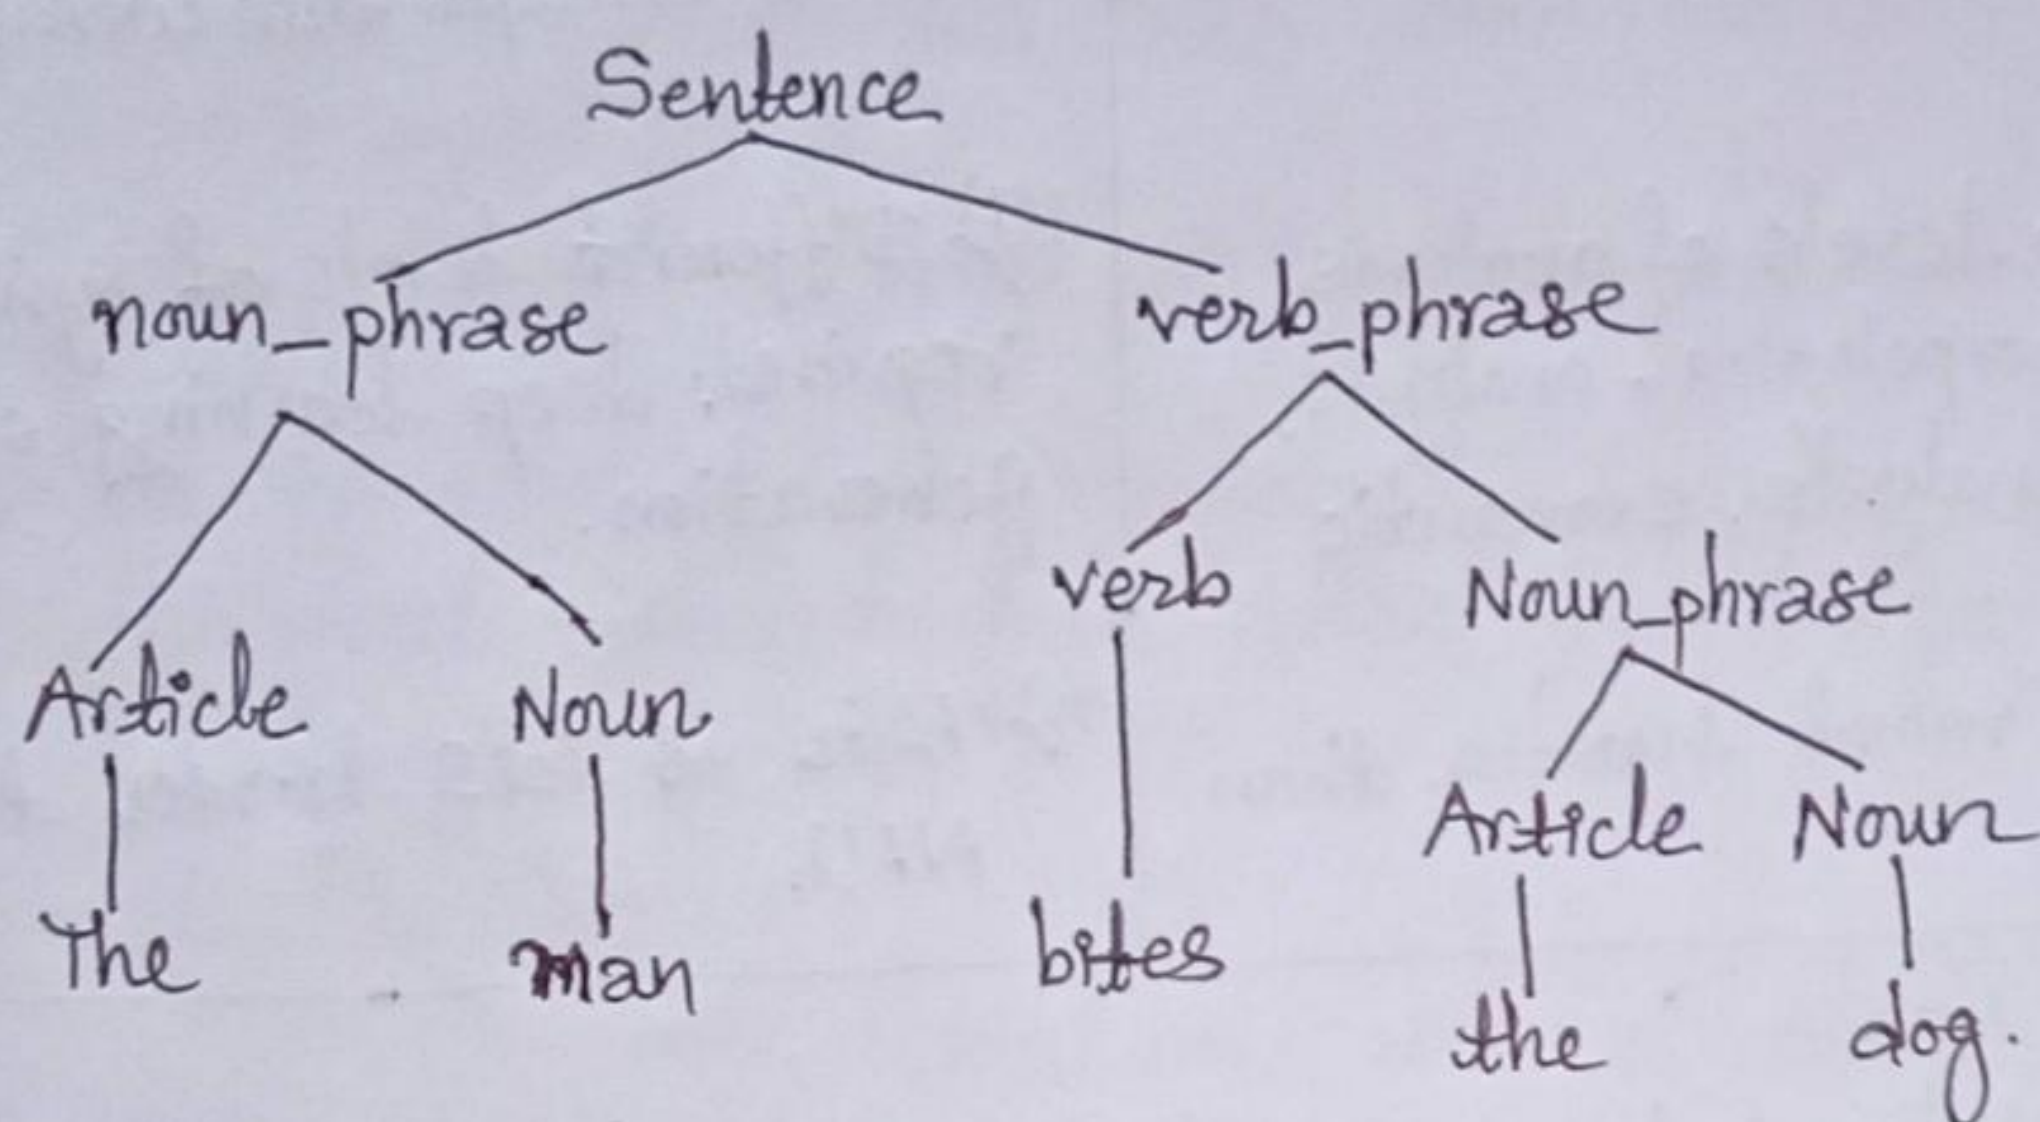 Sentence
noun_phrase verb_phrase
verb Noun_phrase
Article Noun
Article Noun
The man bites
the dog.